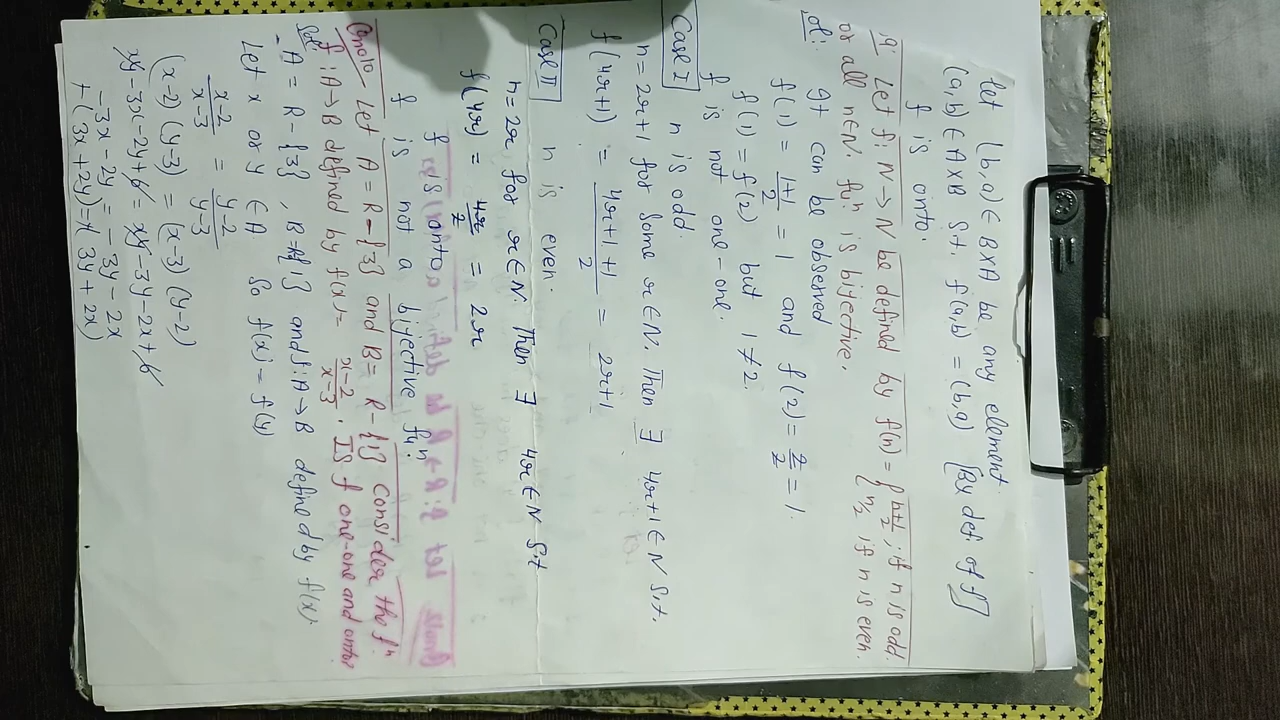 let (b,a) ∈ B×A be any element.
(a,b) ∈ A×B S.t. f(a,b) = (b,a) [By def of f]
f is onto.
Let f: N→N be defined by f(n) = { n+1/2 ; if n is odd
n/2 if n is even.
or all n∈N. fuⁿ is bijective.
ol: It can be observed
f(1) = 1+1/2 = 1 and f(2) = 2/2 = 1.
f(1) = f(2) but 1 ≠ 2.
f is not one-one.
Case I n is odd.
n = 2r+1 for some r∈N. Then ∃ 4r+1 ∈ N S.t.
f(4r+1) = 4r+1+1/2 = 2r+1
Case II n is even.
n = 2r, for odr r∈N. Then ∃ 4r∈N S.t
f(4r) = 4r/2 = 2r
f is onto.
f is not a bijective fuⁿ.
Let A = R-{3} and B = R-{1} consider the fⁿ
f: A→B defined by f(x) = x-2/x-3. Is f one-one and onto?
Sol: A = R-{3}, B=R{1} and f: A→B defined by f(x)
Let x or y ∈ A So f(x) = f(y)
x-2/x-3 = y-2/y-3
(x-2)(y-3) = (x-3)(y-2)
xy-3x-2y+6 = xy-3y-2x+6
-3x-2y = -3y-2x
+(3x+2y) = +(3y+2x)